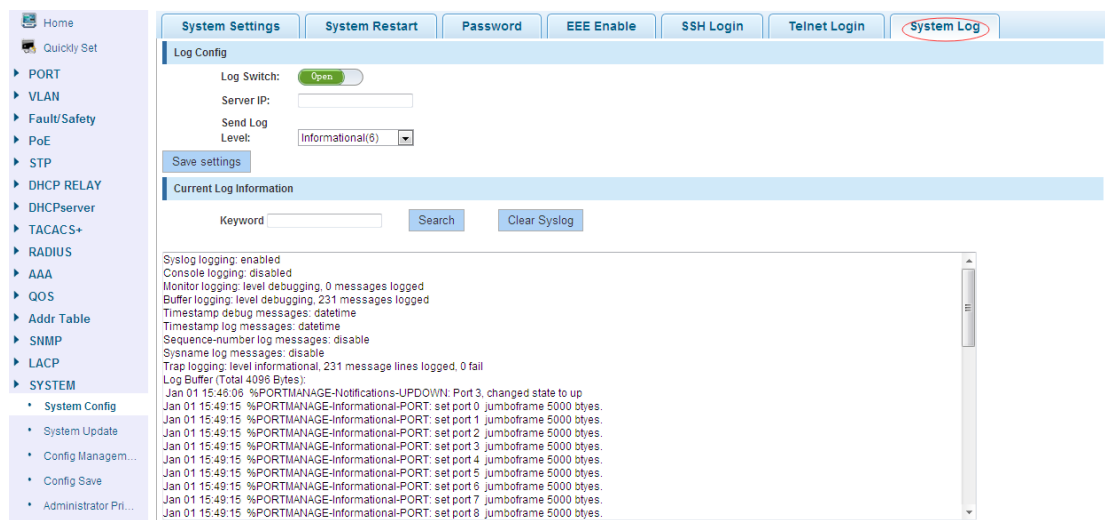 Home
Quickly Set
PORT
VLAN
Fault/Safety
PoE
STP
DHCP RELAY
DHCPserver
TACACS+
RADIUS
AAA
QOS
Addr Table
SNMP
LACP
SYSTEM
System Config
System Update
Config Managem...
Config Save
Administrator Pri...
System Settings System Restart Password EEE Enable SSH Login Telnet Login System Log
Log Config
Log Switch: Open
Server IP:
Send Log
Level: Informational(6)
Save settings
Current Log Information
Keyword Search Clear Syslog
Syslog logging: enabled
Console logging: disabled
Monitor logging: level debugging, 0 messages logged
Buffer logging: level debugging, 231 messages logged
Timestamp debug messages: datetime
Timestamp log messages: datetime
Sequence-number log messages: disable
Sysname log messages: disable
Trap logging: level informational, 231 message lines logged, 0 fail
Log Buffer (Total 4096 Bytes):
Jan 01 15:46:06 %PORTMANAGE-Notifications-UPDOWN: Port 3, changed state to up
Jan 01 15:49:15 %PORTMANAGE-Informational-PORT: set port 0 jumboframe 5000 btyes.
Jan 01 15:49:15 %PORTMANAGE-Informational-PORT: set port 1 jumboframe 5000 btyes.
Jan 01 15:49:15 %PORTMANAGE-Informational-PORT: set port 2 jumboframe 5000 btyes.
Jan 01 15:49:15 %PORTMANAGE-Informational-PORT: set port 3 jumboframe 5000 btyes.
Jan 01 15:49:15 %PORTMANAGE-Informational-PORT: set port 4 jumboframe 5000 btyes.
Jan 01 15:49:15 %PORTMANAGE-Informational-PORT: set port 5 jumboframe 5000 btyes.
Jan 01 15:49:15 %PORTMANAGE-Informational-PORT: set port 6 jumboframe 5000 btyes.
Jan 01 15:49:15 %PORTMANAGE-Informational-PORT: set port 7 jumboframe 5000 btyes.
Jan 01 15:49:15 %PORTMANAGE-Informational-PORT: set port 8 jumboframe 5000 btyes.